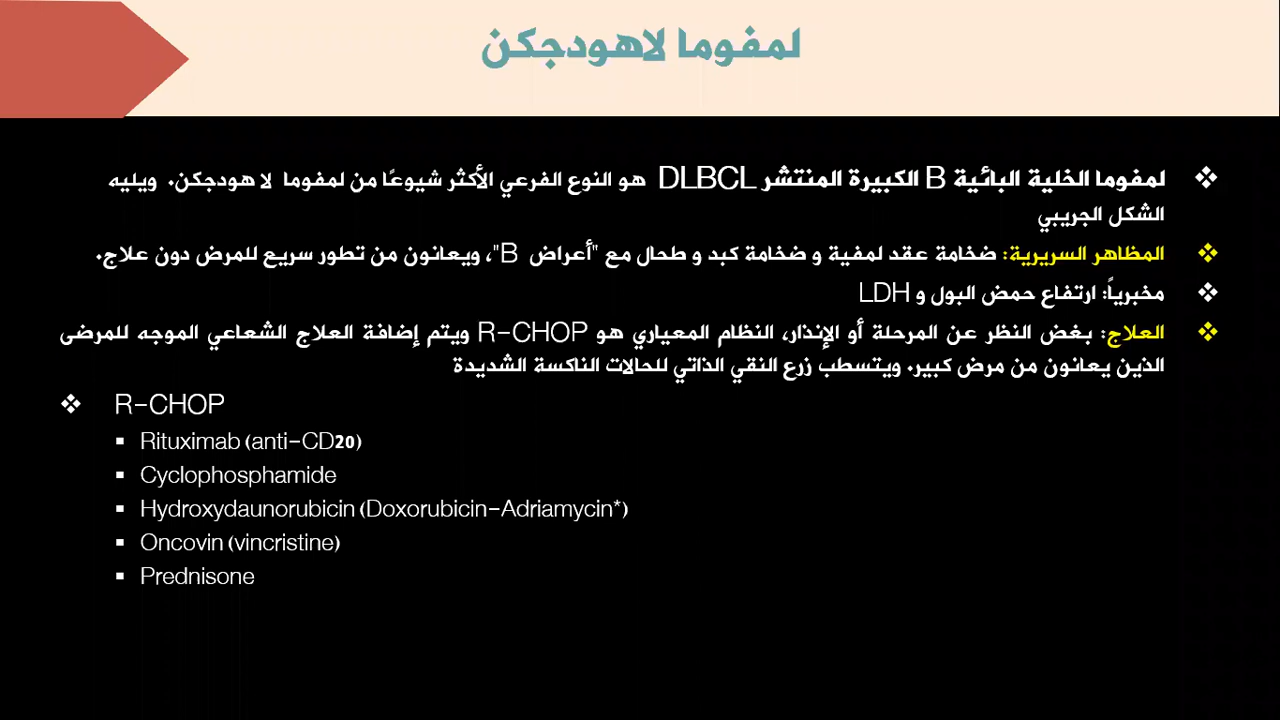 لمفوما لاهودجكن
❖ لمفوما الخلية البائية B الكبيرة المنتشر DLBCL هو النوع الفرعي الأكثر شيوعًا من لمفوما لا هودجكن. ويليه
الشكل الجريبي
❖ المظاهر السريرية: ضخامة عقد لمفية و ضخامة كبد و طحال مع "أعراض B"، ويعانون من تطور سريع للمرض دون علاج.
❖ مخبرياً: ارتفاع حمض البول و LDH
❖ العلاج: بغض النظر عن المرحلة أو الإنذار، النظام المعياري هو R-CHOP ويتم إضافة العلاج الشعاعي الموجه للمرضى
الذين يعانون من مرض كبير. ويتسطب زرع النقي الذاتي للحالات الناكسة الشديدة
❖ R-CHOP
▪ Rituximab (anti-CD20)
▪ Cyclophosphamide
▪ Hydroxydaunorubicin (Doxorubicin-Adriamycin*)
▪ Oncovin (vincristine)
▪ Prednisone